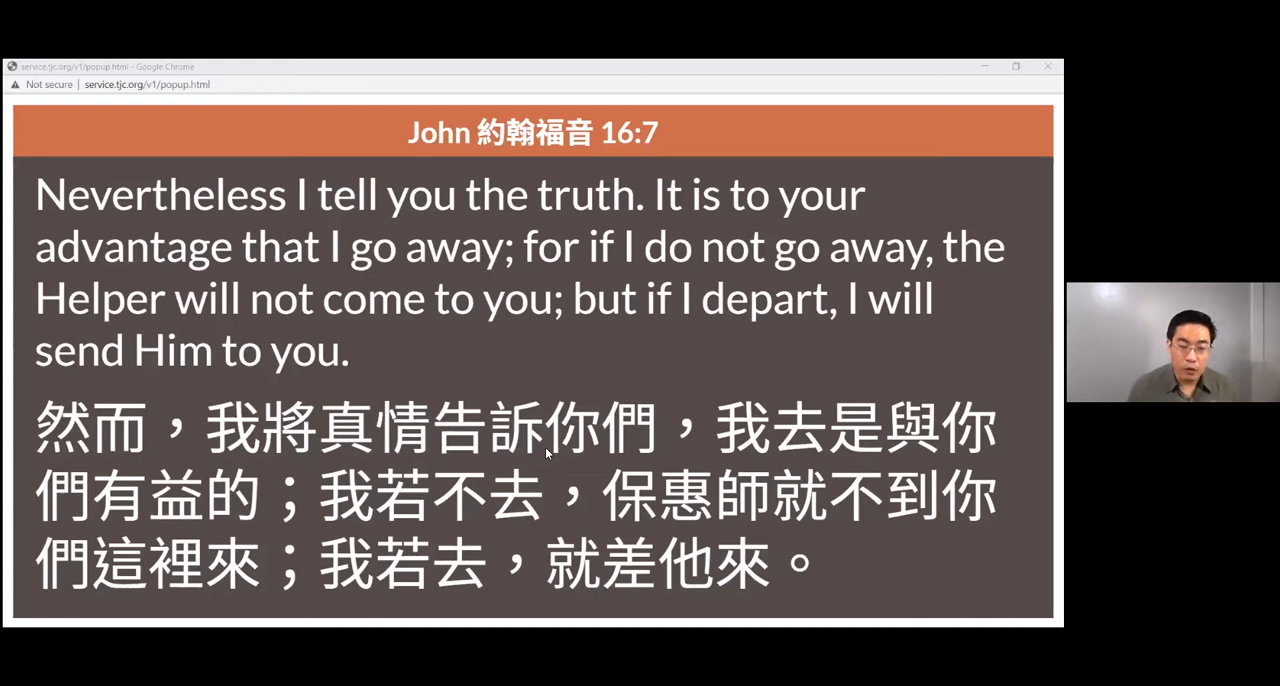 service.tjc.org/v1/popup.html - Google Chrome
Not secure | service.tjc.org/v1/popup.html
John 約翰福音 16:7
Nevertheless I tell you the truth. It is to your
advantage that I go away; for if I do not go away, the
Helper will not come to you; but if I depart, I will
send Him to you.
然而，我將真情告訴你們，我去是與你
們有益的；我若不去，保惠師就不到你
們這裡來；我若去，就差他來。